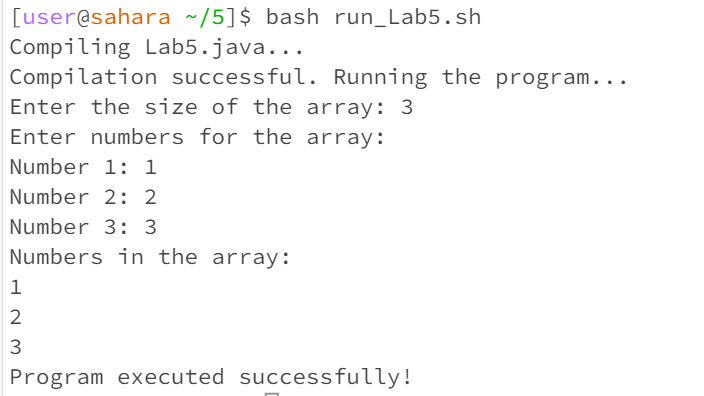 [user@sahara ~/5]$ bash run_Lab5.sh
Compiling Lab5.java...
Compilation successful. Running the program...
Enter the size of the array: 3
Enter numbers for the array:
Number 1: 1
Number 2: 2
Number 3: 3
Numbers in the array:
1
2
3
Program executed successfully!